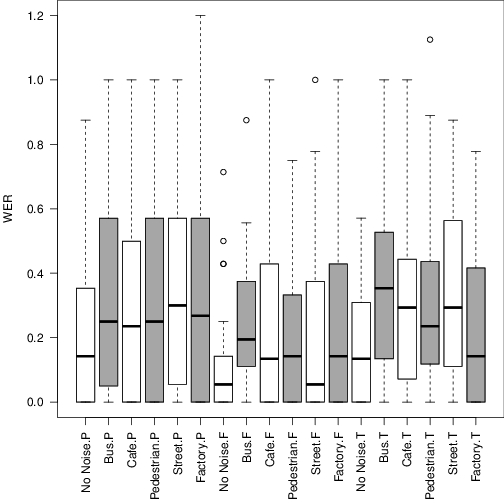 1.2
1.0
0.8
0.6
0.4
0.2
0.0
WER
No Noise.P
Bus.P
Cafe.P
Pedestrian.P
Street.P
Factory.P
No Noise.F
Bus.F
Cafe.F
Pedestrian.F
Street.F
Factory.F
No Noise.T
Bus.T
Cafe.T
Pedestrian.T
Street.T
Factory.T